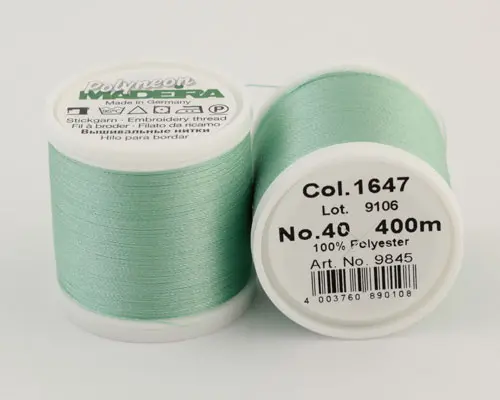 Polyneon
MADEIRA
Made in Germany
Stickgarn - Embroidery thread
Fil à broder - Filato da ricamo
Вышивальные нитки
Hilo para bordar
Col.1647
Lot. 9106
No.40 400m
100% Polyester
Art. No. 9845
4 003760 890108